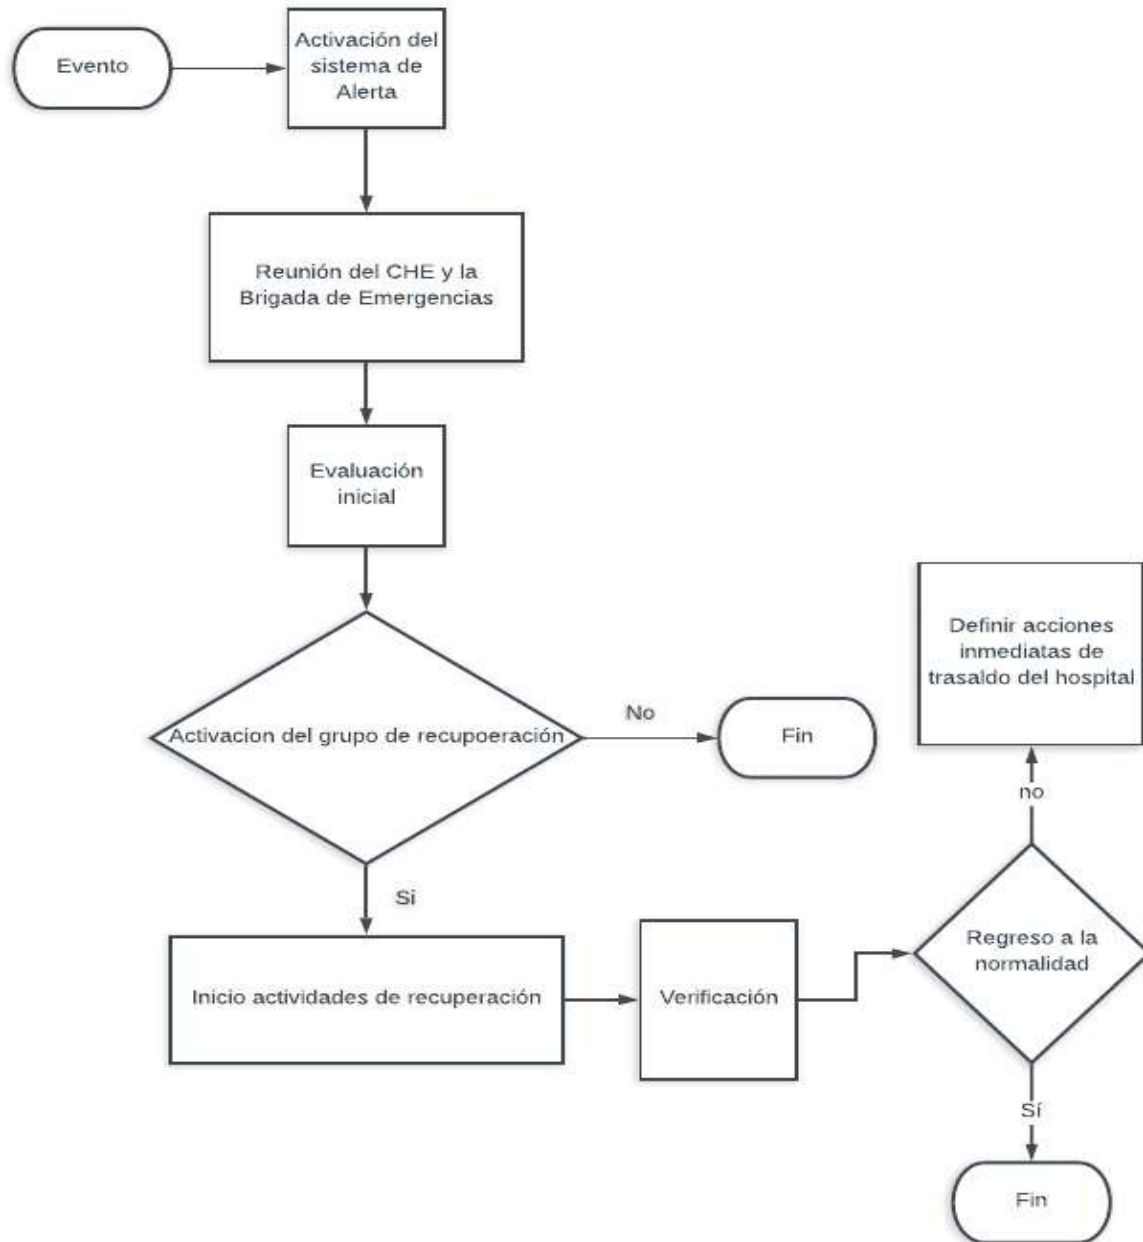 Evento
Activación del
sistema de
Alerta
Reunión del CHE y la
Brigada de Emergencias
Evaluación
inicial
Activacion del grupo de recupoeración
No
Fin
Si
Inicio actividades de recuperación
Verificación
Definir acciones
inmediatas de
trasaldo del hospital
no
Regreso a la
normalidad
Sí
Fin